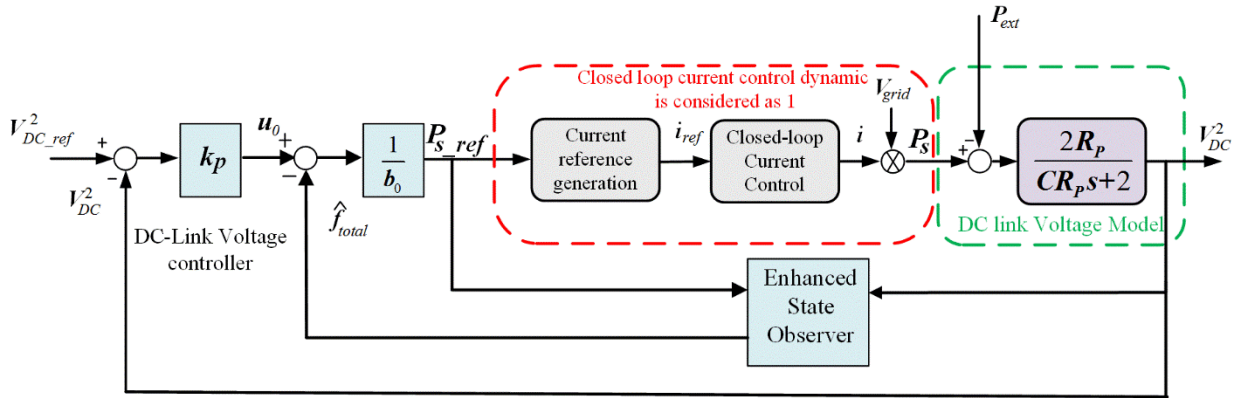 P_ext
Closed loop current control dynamic
is considered as 1
V_grid
V²_DC_ref
+
-
V²_DC
k_p
u_0
+
-
1
b_0
P_s_ref
Current
reference
generation
i_ref
Closed-loop
Current
Control
i
P_s
+
-
2R_P
CR_Ps+2
V²_DC
DC link Voltage Model
f̂_total
DC-Link Voltage
controller
Enhanced
State
Observer